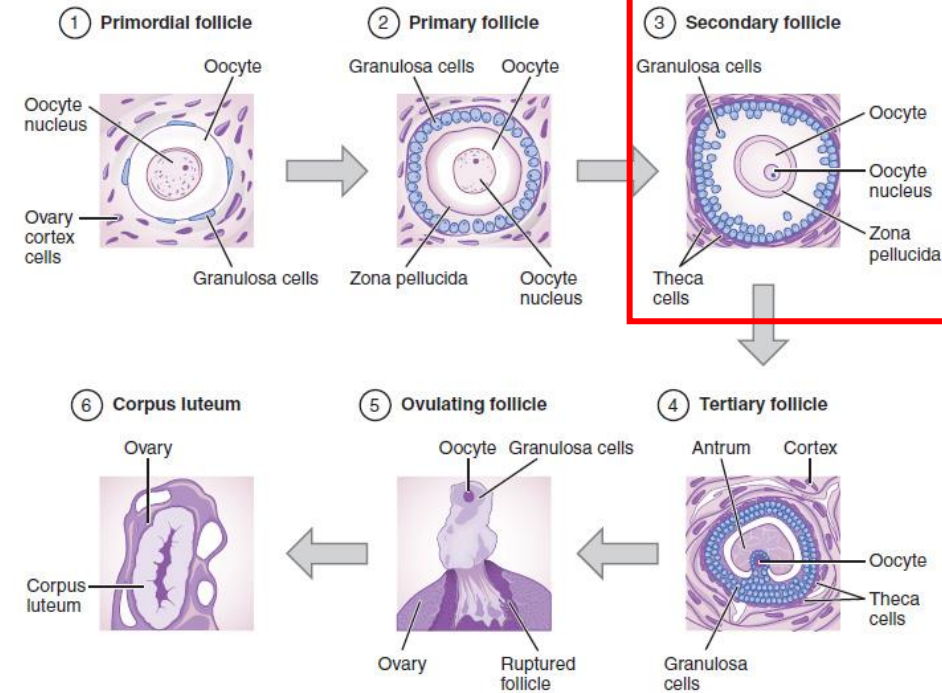 1 Primordial follicle
Oocyte
Oocyte
nucleus
Ovary
cortex
cells
Granulosa cells
2 Primary follicle
Granulosa cells
Oocyte
Zona pellucida
Oocyte
nucleus
3 Secondary follicle
Granulosa cells
Oocyte
Oocyte
nucleus
Zona
pellucida
Theca
cells
6 Corpus luteum
Ovary
Corpus
luteum
5 Ovulating follicle
Oocyte
Granulosa cells
Ovary
Ruptured
follicle
4 Tertiary follicle
Antrum
Cortex
Oocyte
Theca
cells
Granulosa
cells